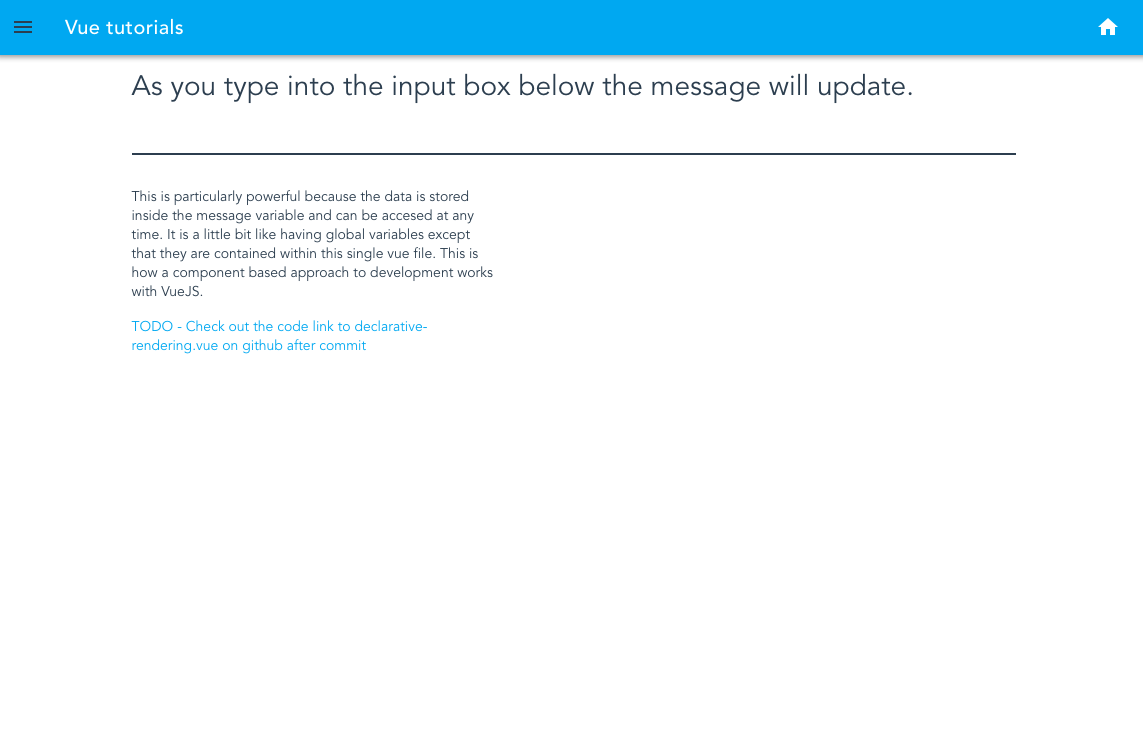 Vue tutorials
As you type into the input box below the message will update.
This is particularly powerful because the data is stored
inside the message variable and can be accesed at any
time. It is a little bit like having global variables except
that they are contained within this single vue file. This is
how a component based approach to development works
with VueJS.
TODO - Check out the code link to declarative-
rendering.vue on github after commit